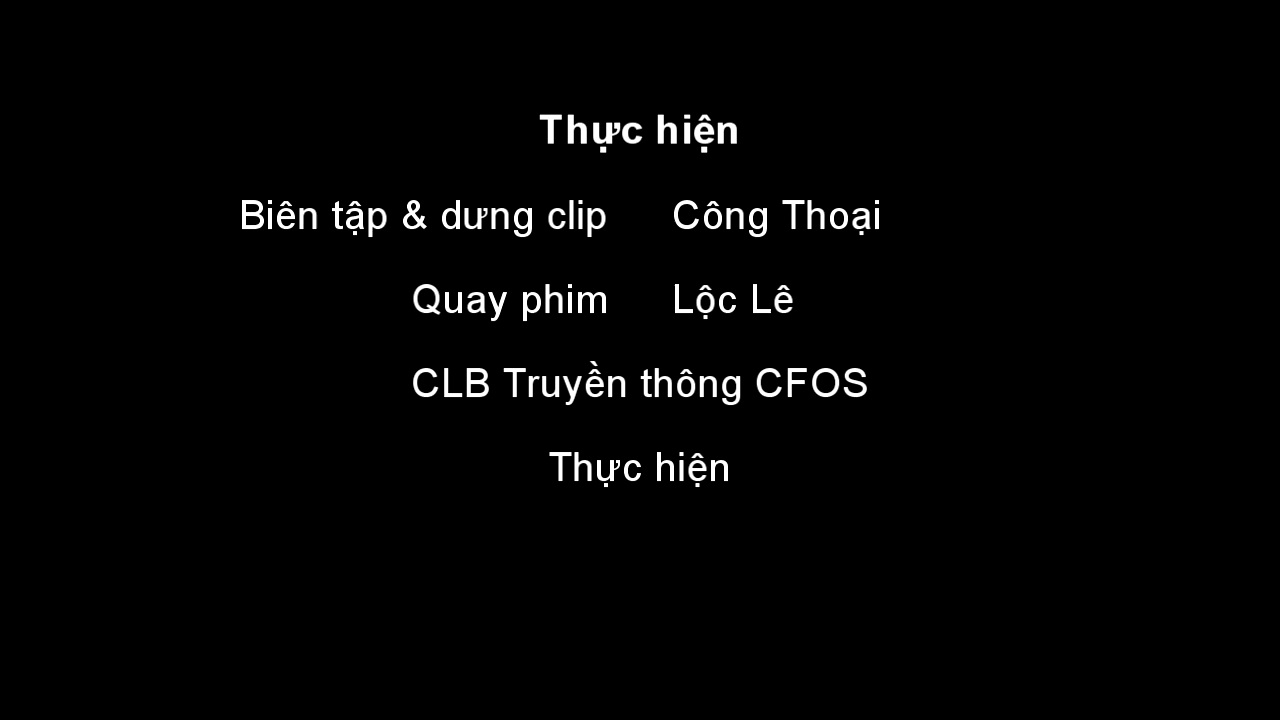 Thực hiện
Biên tập & dưng clip Công Thoại
Quay phim Lộc Lê
CLB Truyền thông CFOS
Thực hiện